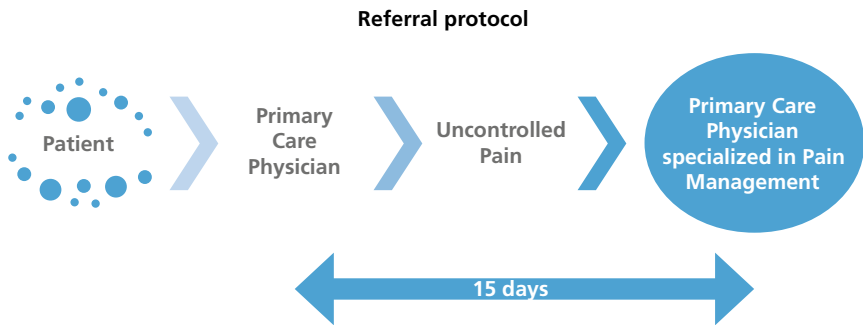 Referral protocol
Patient
Primary
Care
Physician
Uncontrolled
Pain
Primary Care
Physician
specialized in Pain
Management
15 days